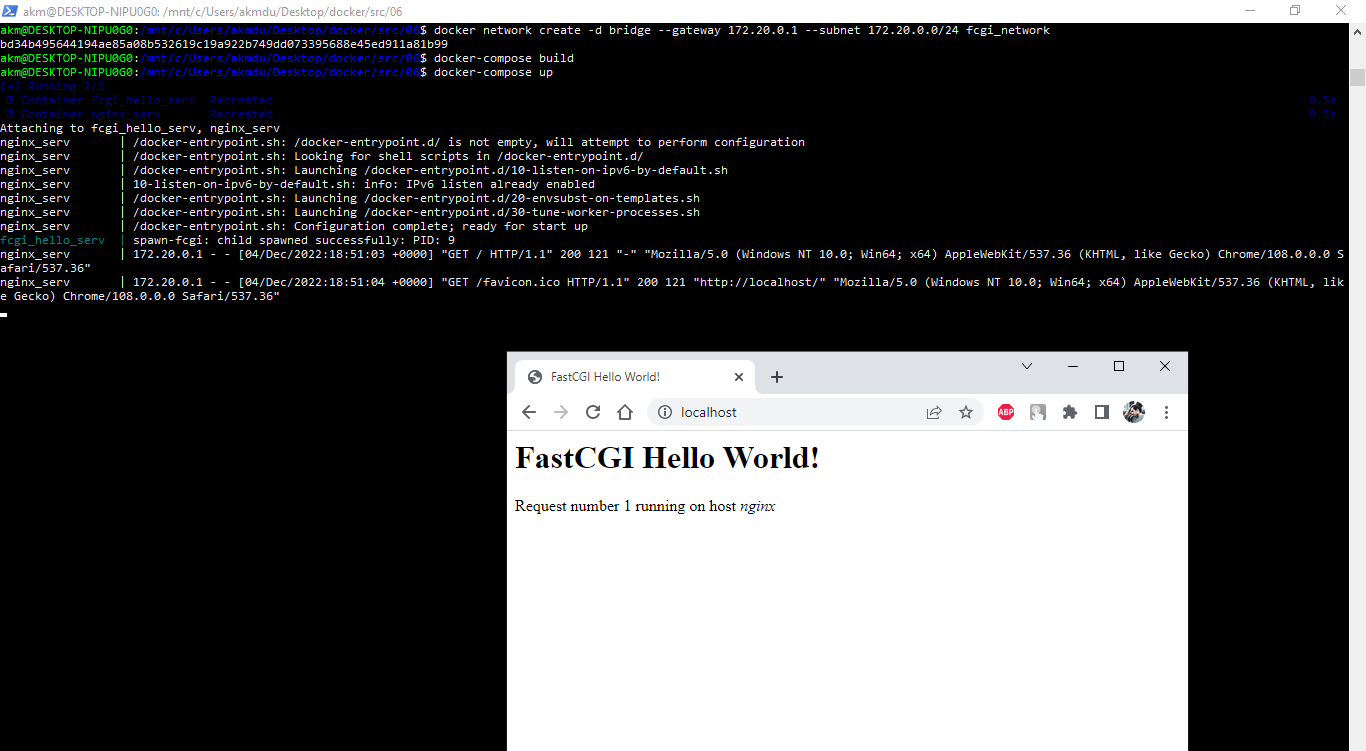 akm@DESKTOP-NIPU0G0: /mnt/c/Users/akmdu/Desktop/docker/src/06
akm@DESKTOP-NIPU0G0:/mnt/c/Users/akmdu/Desktop/docker/src/06$ docker network create -d bridge --gateway 172.20.0.1 --subnet 172.20.0.0/24 fcgi_network
bd34b495644194ae85a08b532619c19a922b749dd073395688e45ed911a81b99
akm@DESKTOP-NIPU0G0:/mnt/c/Users/akmdu/Desktop/docker/src/06$ docker-compose build
akm@DESKTOP-NIPU0G0:/mnt/c/Users/akmdu/Desktop/docker/src/06$ docker-compose up
[+] Running 2/2
Container fcgi_hello_serv Recreated 0.5s
Container nginx_serv Recreated 0.5s
Attaching to fcgi_hello_serv, nginx_serv
nginx_serv | /docker-entrypoint.sh: /docker-entrypoint.d/ is not empty, will attempt to perform configuration
nginx_serv | /docker-entrypoint.sh: Looking for shell scripts in /docker-entrypoint.d/
nginx_serv | /docker-entrypoint.sh: Launching /docker-entrypoint.d/10-listen-on-ipv6-by-default.sh
nginx_serv | 10-listen-on-ipv6-by-default.sh: info: IPv6 listen already enabled
nginx_serv | /docker-entrypoint.sh: Launching /docker-entrypoint.d/20-envsubst-on-templates.sh
nginx_serv | /docker-entrypoint.sh: Launching /docker-entrypoint.d/30-tune-worker-processes.sh
nginx_serv | /docker-entrypoint.sh: Configuration complete; ready for start up
fcgi_hello_serv | spawn-fcgi: child spawned successfully: PID: 9
nginx_serv | 172.20.0.1 - - [04/Dec/2022:18:51:03 +0000] "GET / HTTP/1.1" 200 121 "-" "Mozilla/5.0 (Windows NT 10.0; Win64; x64) AppleWebKit/537.36 (KHTML, like Gecko) Chrome/108.0.0.0 S
afari/537.36"
nginx_serv | 172.20.0.1 - - [04/Dec/2022:18:51:04 +0000] "GET /favicon.ico HTTP/1.1" 200 121 "http://localhost/" "Mozilla/5.0 (Windows NT 10.0; Win64; x64) AppleWebKit/537.36 (KHTML, lik
e Gecko) Chrome/108.0.0.0 Safari/537.36"
FastCGI Hello World!
localhost
ABP
FastCGI Hello World!
Request number 1 running on host nginx